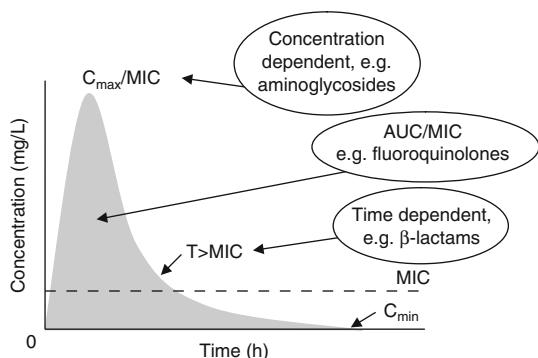 Concentration
dependent, e.g.
aminoglycosides
Cmax/MIC
AUC/MIC
e.g. fluoroquinolones
Time dependent,
e.g. β-lactams
T>MIC
MIC
Cmin
Concentration (mg/L)
0
Time (h)